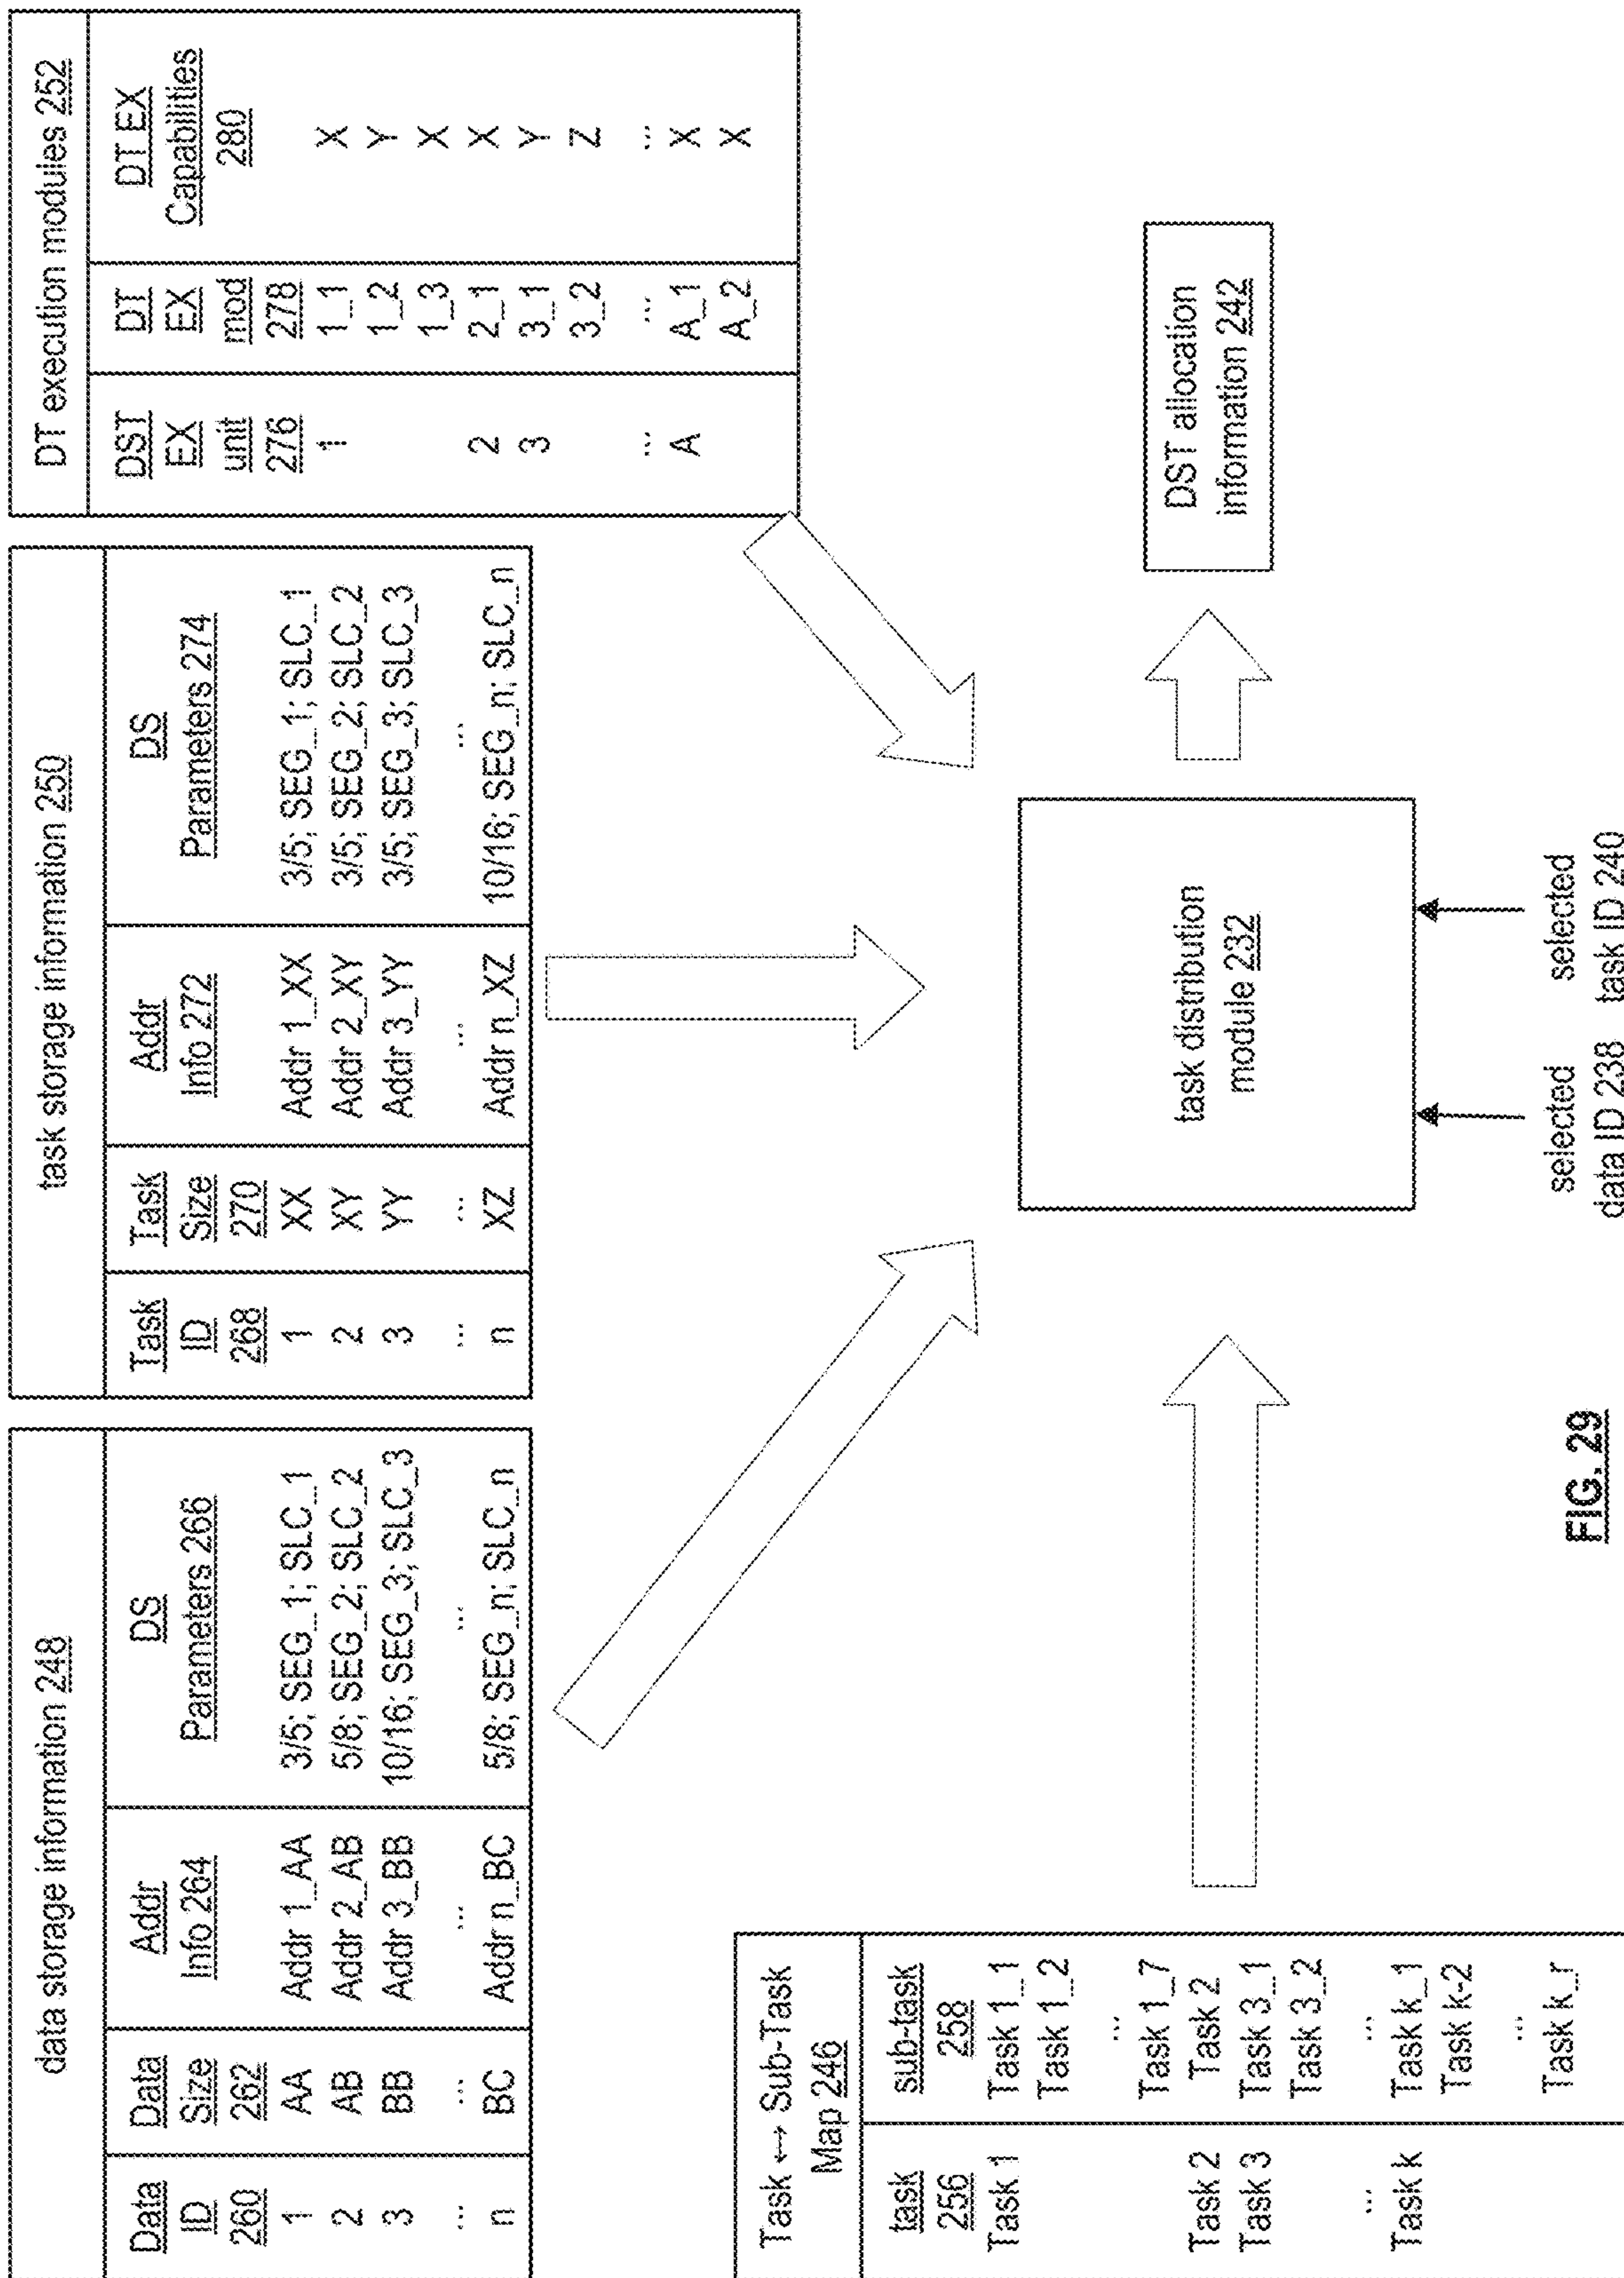 data storage information 248
Data ID 260 | Data Size 262 | Addr Info 264 | DS Parameters 266
1 | AA | Addr 1_AA | 3/5; SEG_1; SLC_1
2 | AB | Addr 2_AB | 5/8; SEG_2; SLC_2
3 | BB | Addr 3_BB | 10/16; SEG_3; SLC_3
... | ... | ... | ...
n | BC | Addr n_BC | 5/8; SEG_n; SLC_n
task storage information 250
Task ID 268 | Task Size 270 | Addr Info 272 | DS Parameters 274
1 | XX | Addr 1_XX | 3/5; SEG_1; SLC_1
2 | XY | Addr 2_XY | 3/5; SEG_2; SLC_2
3 | YY | Addr 3_YY | 3/5; SEG_3; SLC_3
... | ... | ... | ...
n | XZ | Addr n_XZ | 10/16; SEG_n; SLC_n
DT execution modules 252
DST EX unit 276 | DT EX mod 278 | DT EX Capabilities 280
1 | 1_1 | X
1_2 | Y
1_3 | X
2 | 2_1 | X
3 | 3_1 | Y
3_2 | Z
... | ... | ...
A | A_1 | X
A_2 | X
Task ↔ Sub-Task
Map 246
task 256 | sub-task 258
Task 1 | Task 1_1
Task 1_2
...
Task 1_7
Task 2 | Task 2
Task 3 | Task 3_1
Task 3_2
... | ...
Task k | Task k_1
Task k-2
...
Task k_r
task distribution
module 232
DST allocation
information 242
selected
data ID 238
selected
task ID 240
FIG. 29